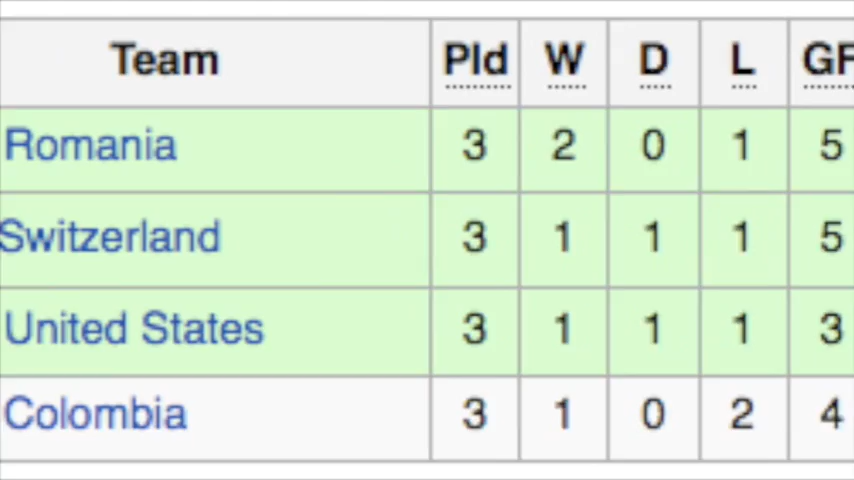 Team Pld W D L GF
Romania 3 2 0 1 5
Switzerland 3 1 1 1 5
United States 3 1 1 1 3
Colombia 3 1 0 2 4